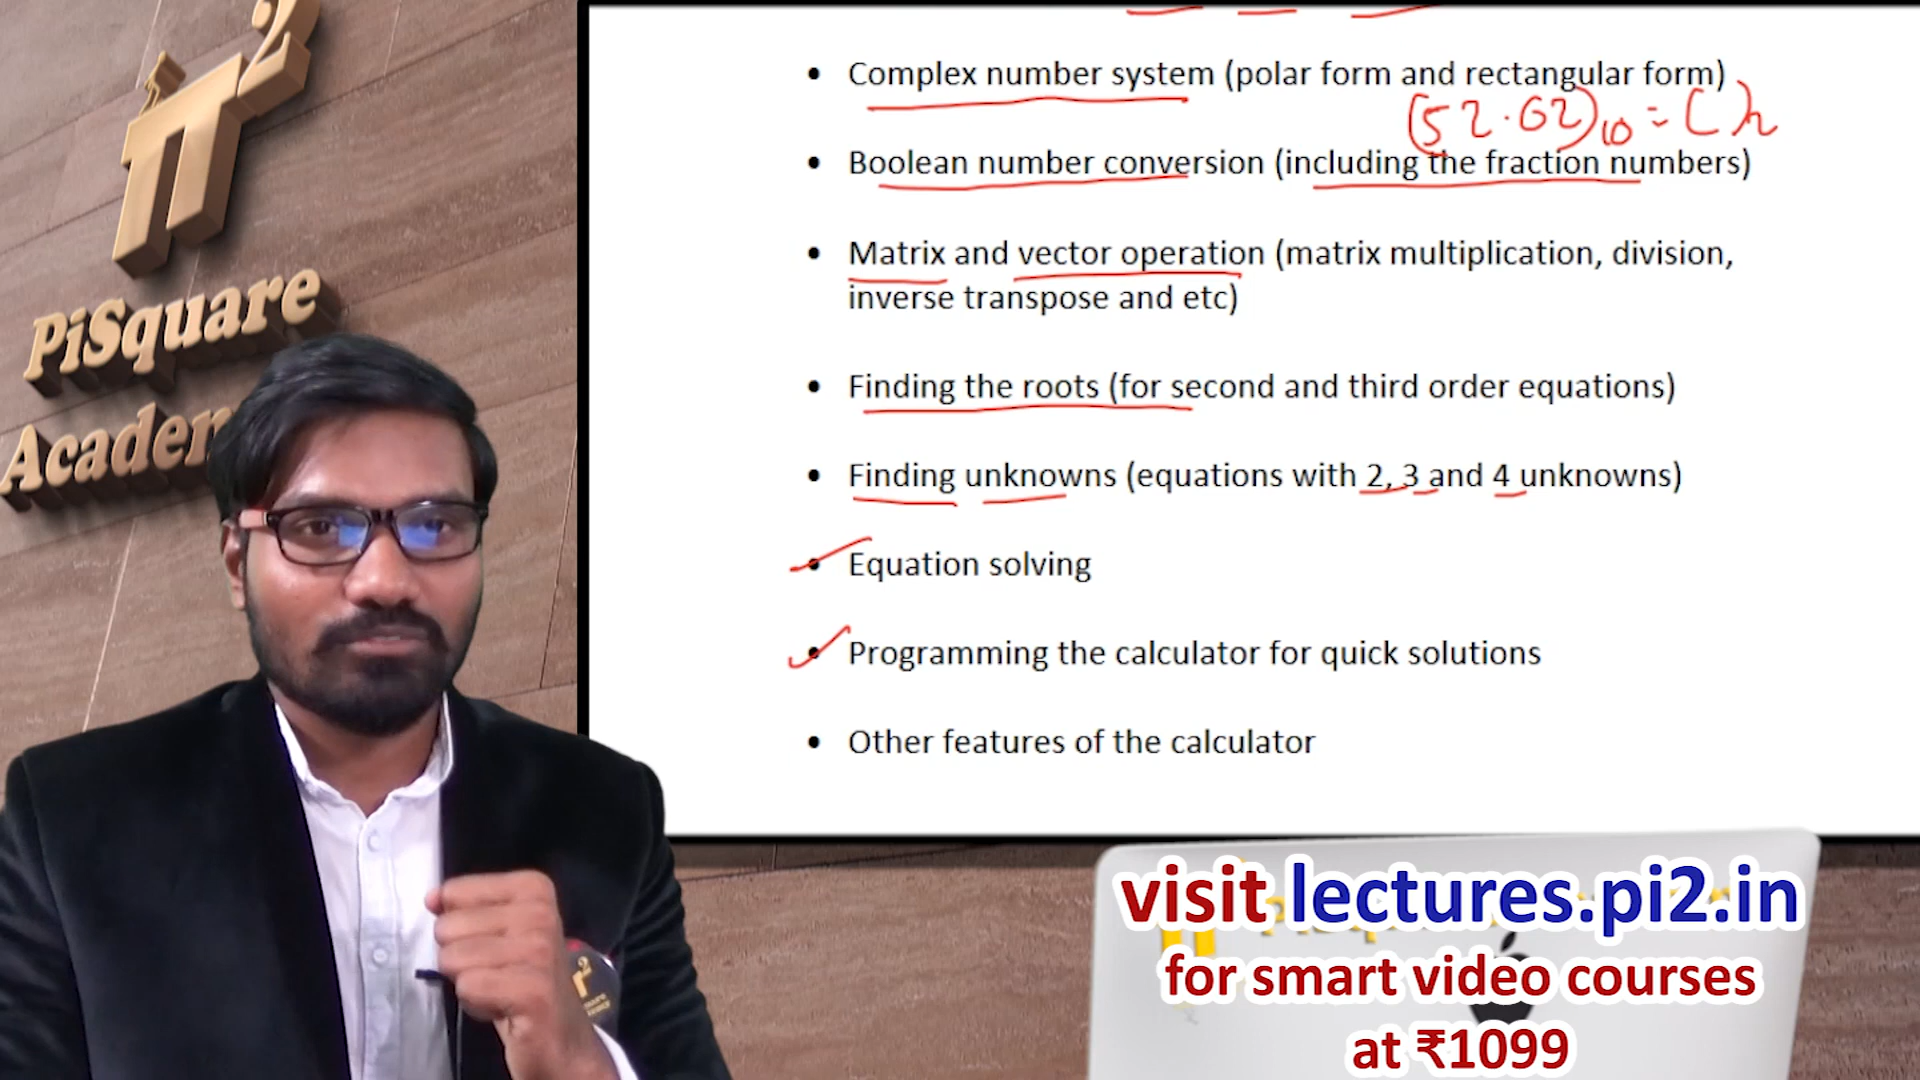 π²
PiSquare
Academ
• Complex number system (polar form and rectangular form)
(52.62)₁₀ = ( )₂
• Boolean number conversion (including the fraction numbers)
• Matrix and vector operation (matrix multiplication, division,
inverse transpose and etc)
• Finding the roots (for second and third order equations)
• Finding unknowns (equations with 2, 3 and 4 unknowns)
• Equation solving
• Programming the calculator for quick solutions
• Other features of the calculator
visit lectures.pi2.in
for smart video courses
at ₹1099